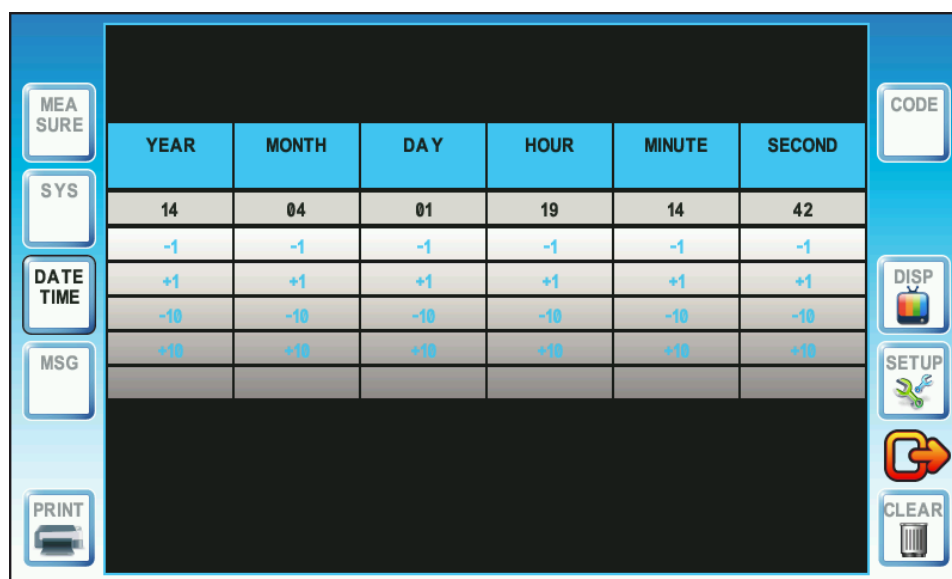 MEA
SURE
SYS
DATE
TIME
MSG
PRINT
YEAR MONTH DAY HOUR MINUTE SECOND
14 04 01 19 14 42
-1 -1 -1 -1 -1 -1
+1 +1 +1 +1 +1 +1
-10 -10 -10 -10 -10 -10
+10 +10 +10 +10 +10 +10
CODE
DISP
SETUP
CLEAR